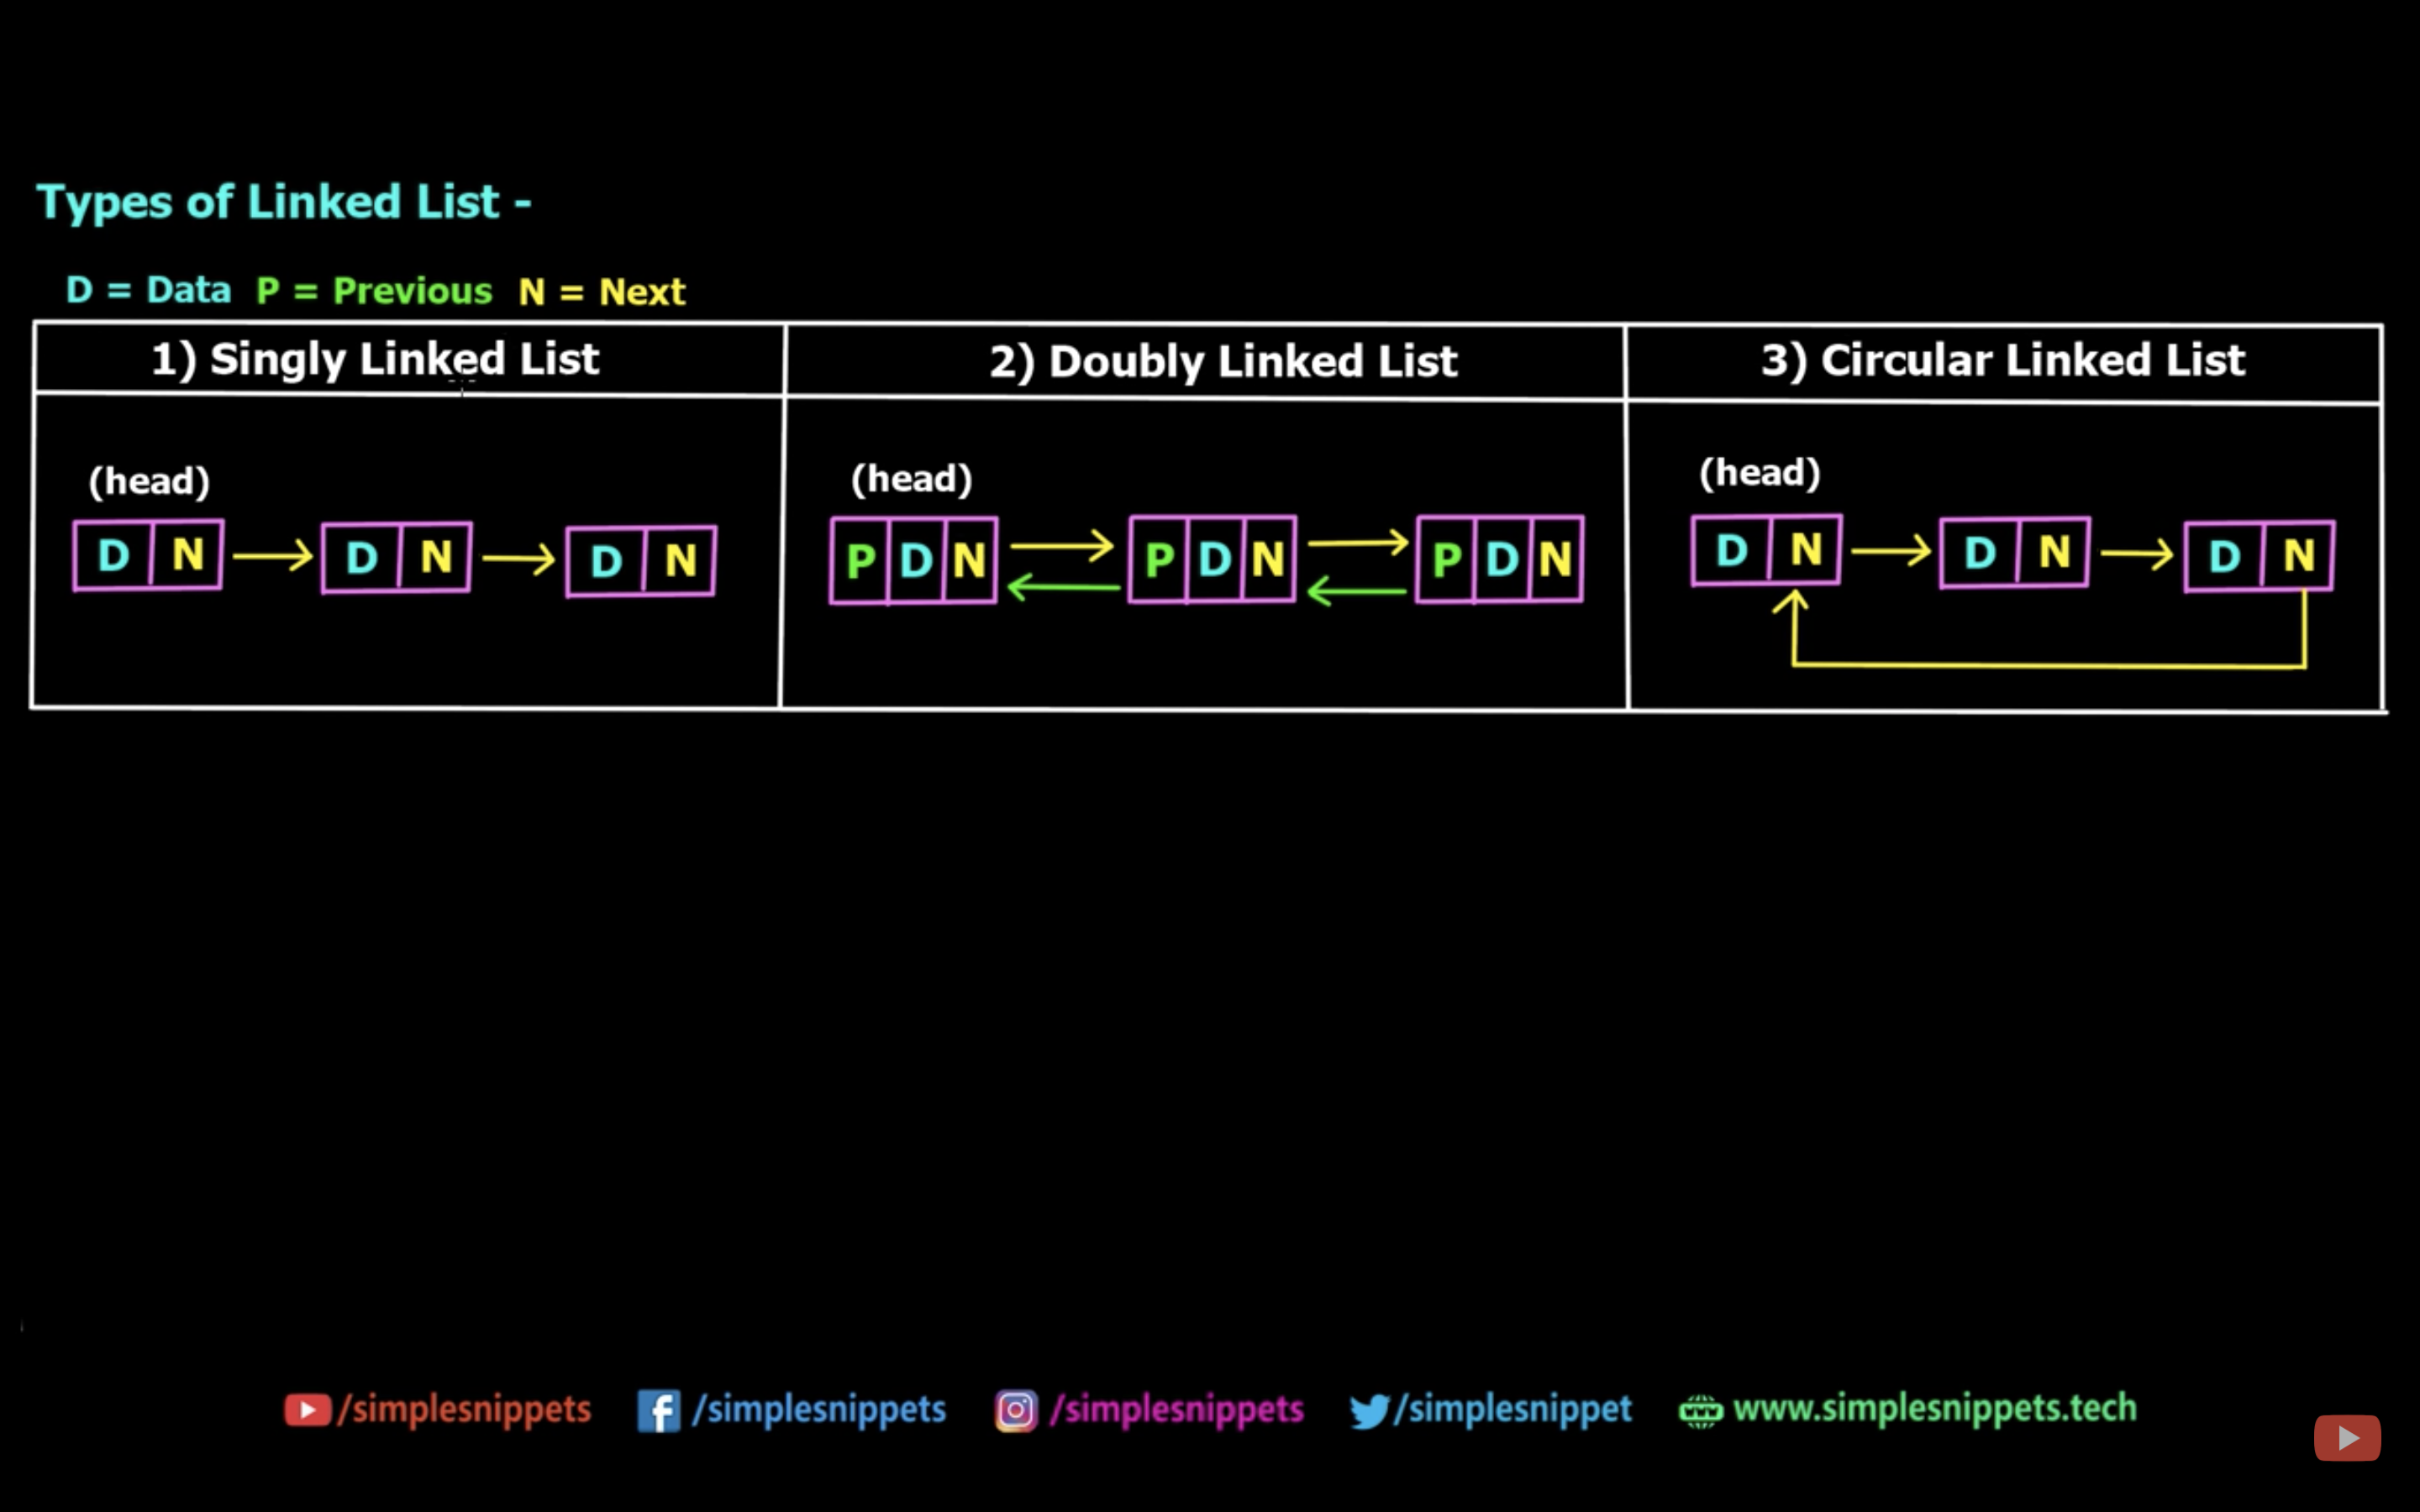 Types of Linked List -
D = Data P = Previous N = Next
1) Singly Linked List
2) Doubly Linked List
3) Circular Linked List
(head)
D N D N D N
(head)
P D N P D N P D N
(head)
D N D N D N
/simplesnippets /simplesnippets /simplesnippets /simplesnippet www.simplesnippets.tech